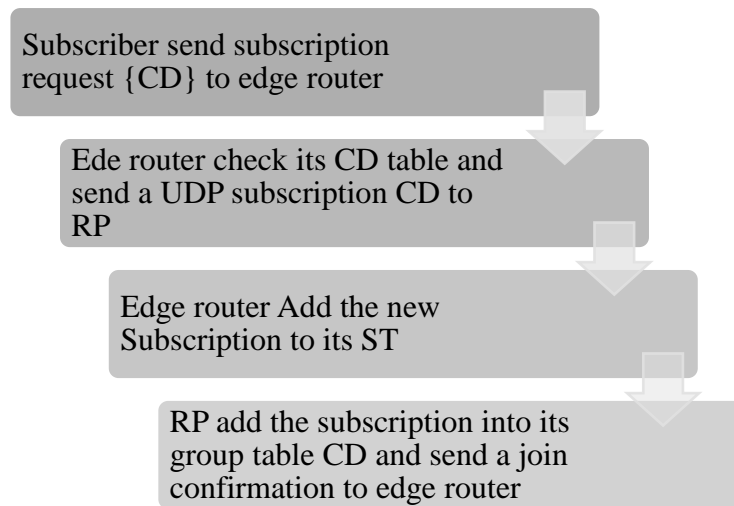 Subscriber send subscription
request {CD} to edge router
Ede router check its CD table and
send a UDP subscription CD to
RP
Edge router Add the new
Subscription to its ST
RP add the subscription into its
group table CD and send a join
confirmation to edge router